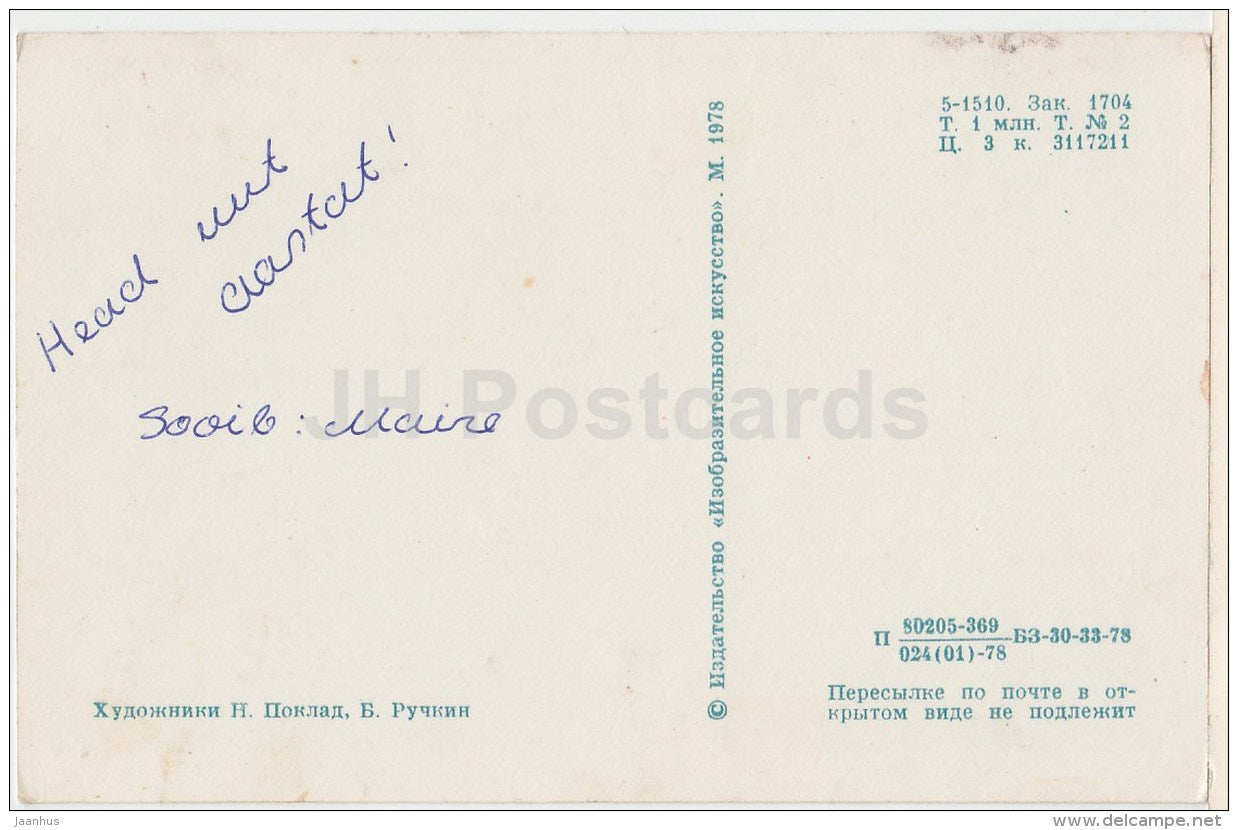 Head uut
aastat!
Soovib: Maire
Художники Н. Поклад, Б. Ручкин
© Издательство «Изобразительное искусство». М. 1978
5-1510. Зак. 1704
Т. 1 млн. Т. № 2
Ц. 3 к. 3117211
П 80205-369 БЗ-30-33-78
024(01)-78
Пересылке по почте в от-
крытом виде не подлежит
JH Postcards
Jaanhus
www.delcampe.net